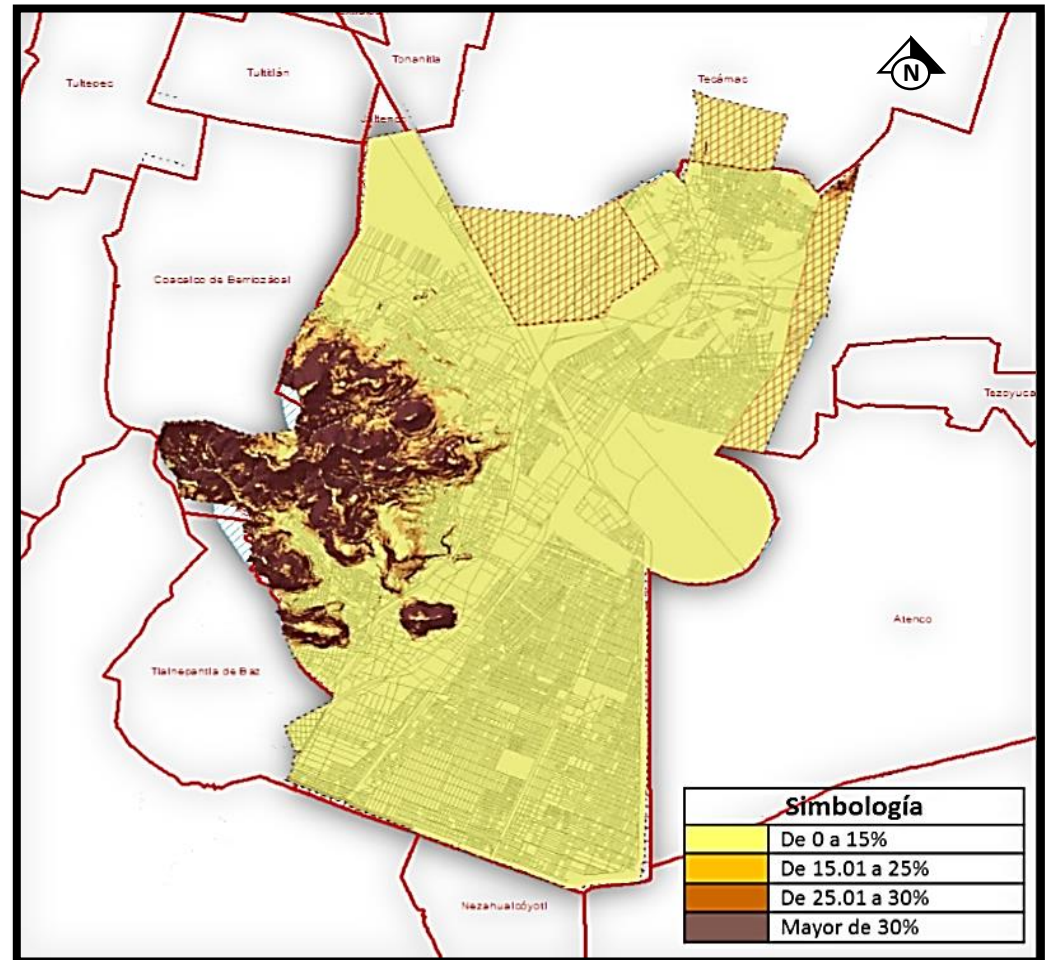 Tonanitla
Tultitlán
Tultepec
Tecámac
N
Jaltenco
Coacalco de Berriozábal
Tezoyuca
Atenco
Tlalnepantla de Baz
Nezahualcóyotl
Simbología
De 0 a 15%
De 15.01 a 25%
De 25.01 a 30%
Mayor de 30%